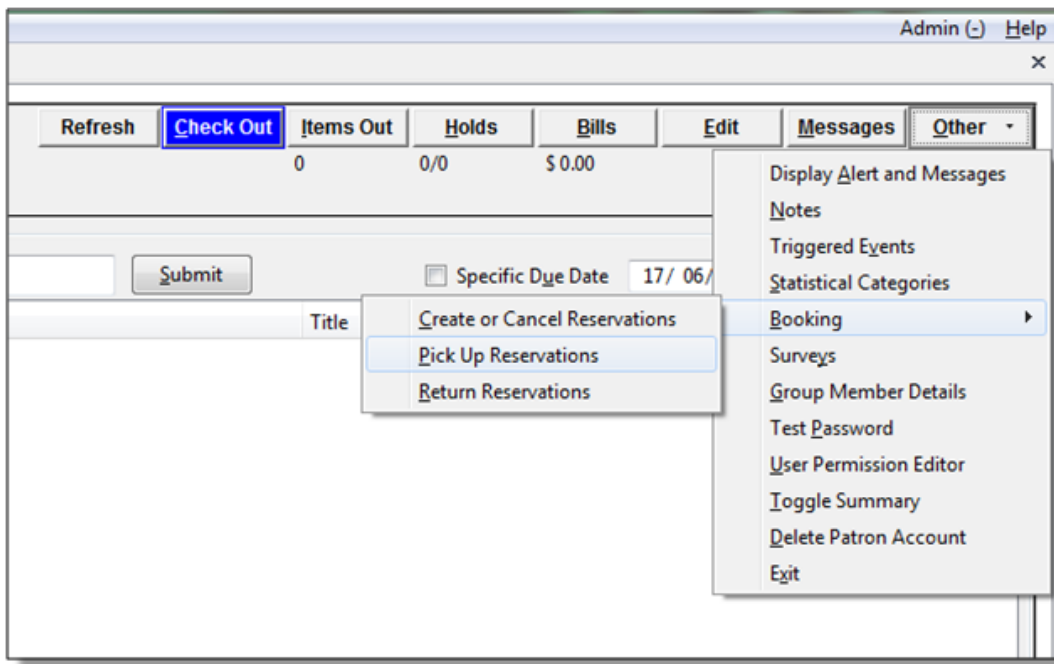 Admin (-) Help
×
Refresh Check Out Items Out Holds Bills Edit Messages Other
0 0/0 $ 0.00
Display Alert and Messages
Notes
Triggered Events
Submit Specific Due Date 17/ 06/
Statistical Categories
Title
Create or Cancel Reservations
Pick Up Reservations
Return Reservations
Booking
Surveys
Group Member Details
Test Password
User Permission Editor
Toggle Summary
Delete Patron Account
Exit